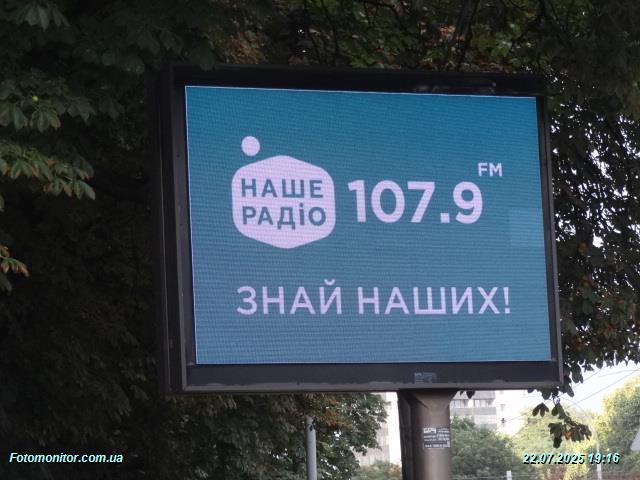 НАШЕ
РАДіО
107.9
FM
ЗНАЙ НАШИХ!
Fotomonitor.com.ua
22.07.2025 19:16